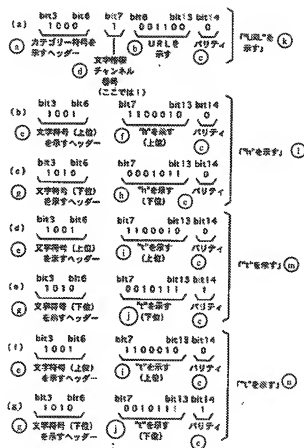 bit3 bit6 bit7 bit13 bit14
(a) 1000 1 001100 0
カテゴリー符号を示すヘッダー URLを示す パリティ
文字情報チャンネル番号(ここでは1)
「"URL"を示す」
a b c d k
bit3 bit6 bit7 bit13 bit14
(b) 1001 1100010 0
文字符号(上位)を示すヘッダー "h"を示す(上位) パリティ
e f c
「"h"を示す」 l
bit3 bit6 bit7 bit13 bit14
(c) 1010 0001011 0
文字符号(下位)を示すヘッダー "h"を示す(下位) パリティ
g h c
bit3 bit6 bit7 bit13 bit14
(d) 1001 1100010 0
文字符号(上位)を示すヘッダー "t"を示す(上位) パリティ
e i c
「"t"を示す」 m
bit3 bit6 bit7 bit13 bit14
(e) 1010 0010111 1
文字符号(下位)を示すヘッダー "t"を示す(下位) パリティ
g j c
bit3 bit6 bit7 bit13 bit14
(f) 1001 1100010 0
文字符号(上位)を示すヘッダー "t"を示す(上位) パリティ
e i c
「"t"を示す」 n
bit3 bit6 bit7 bit13 bit14
(g) 1010 0010111 1
文字符号(下位)を示すヘッダー "t"を示す(下位) パリティ
g j c